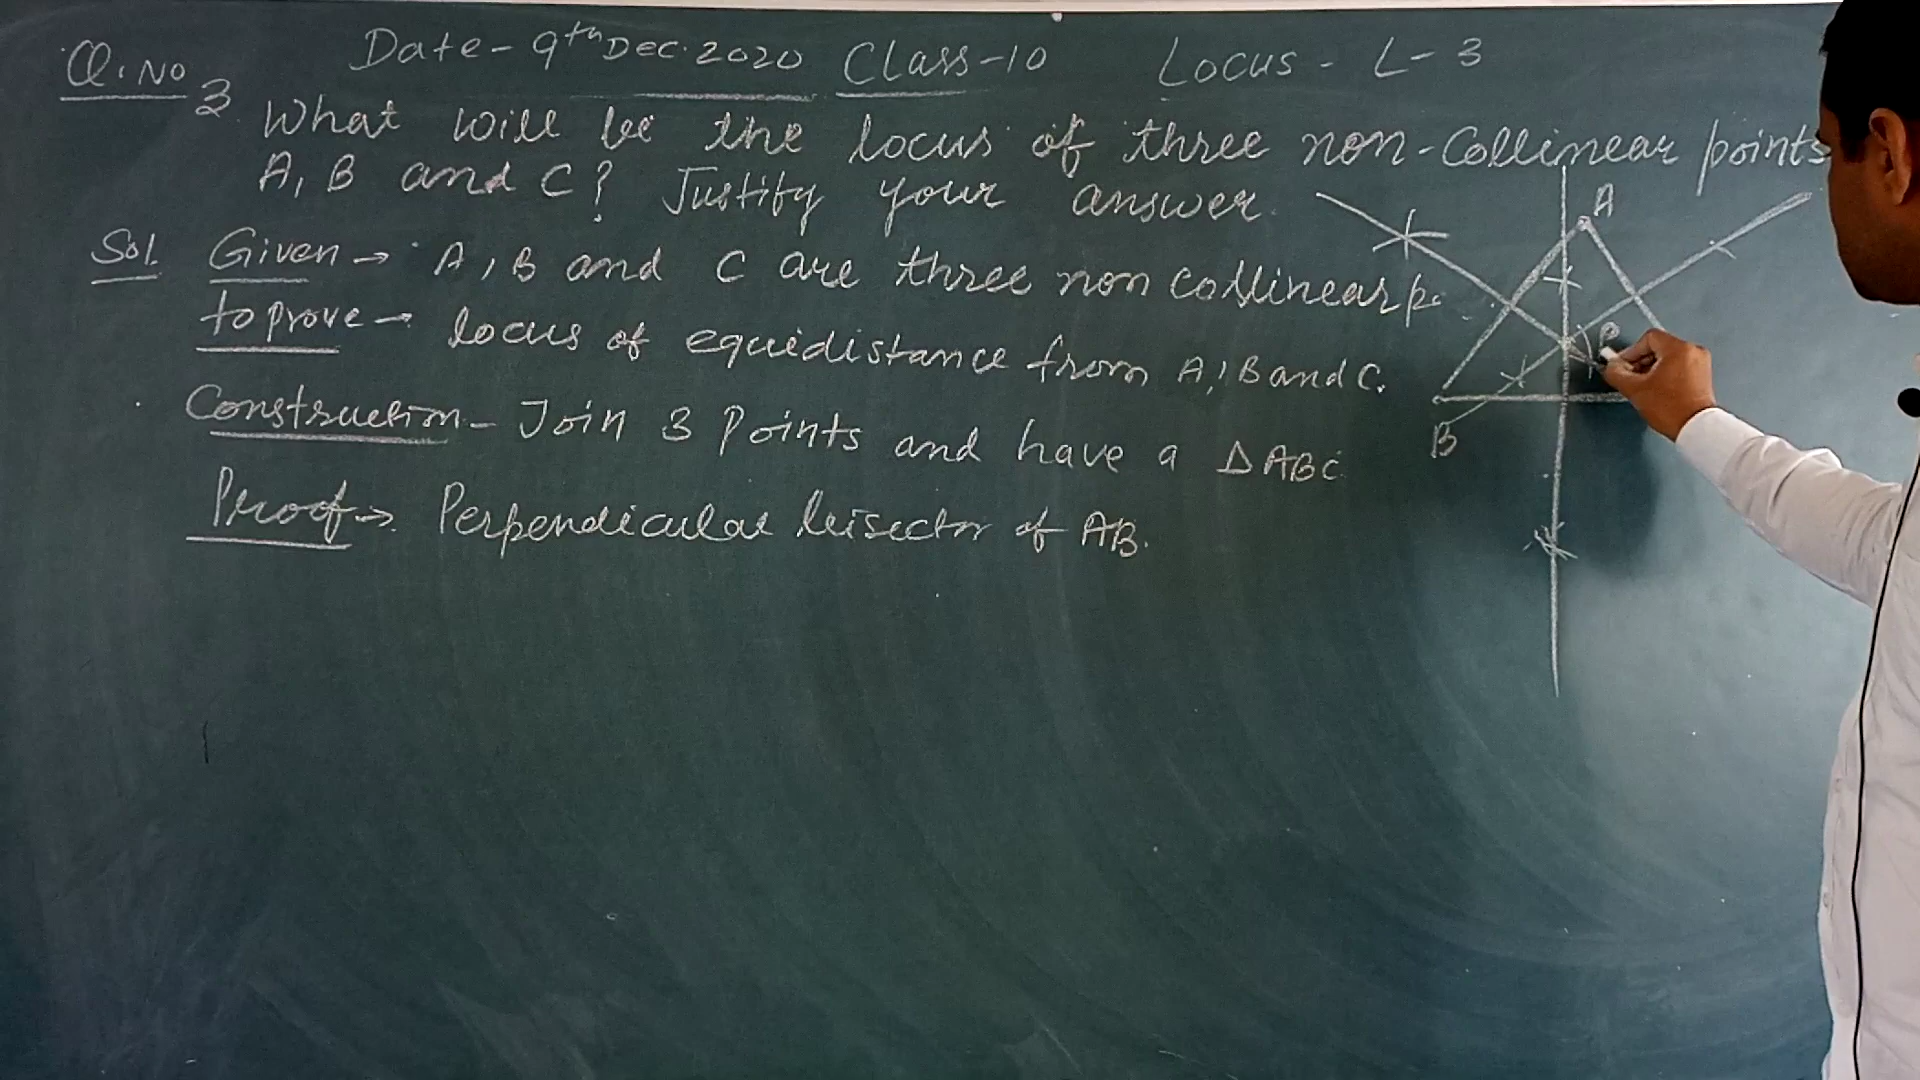 Q. No 3 Date - 9th Dec. 2020 Class - 10 Locus - L - 3
What will be the locus of three non-collinear points
A, B and C? Justify your answer.
Sol. Given → A, B and C are three non collinear p.
to prove → locus of equidistance from A, B and C.
Construction - Join 3 Points and have a △ ABC
Proof → Perpendicular bisector of AB.
A
P
B